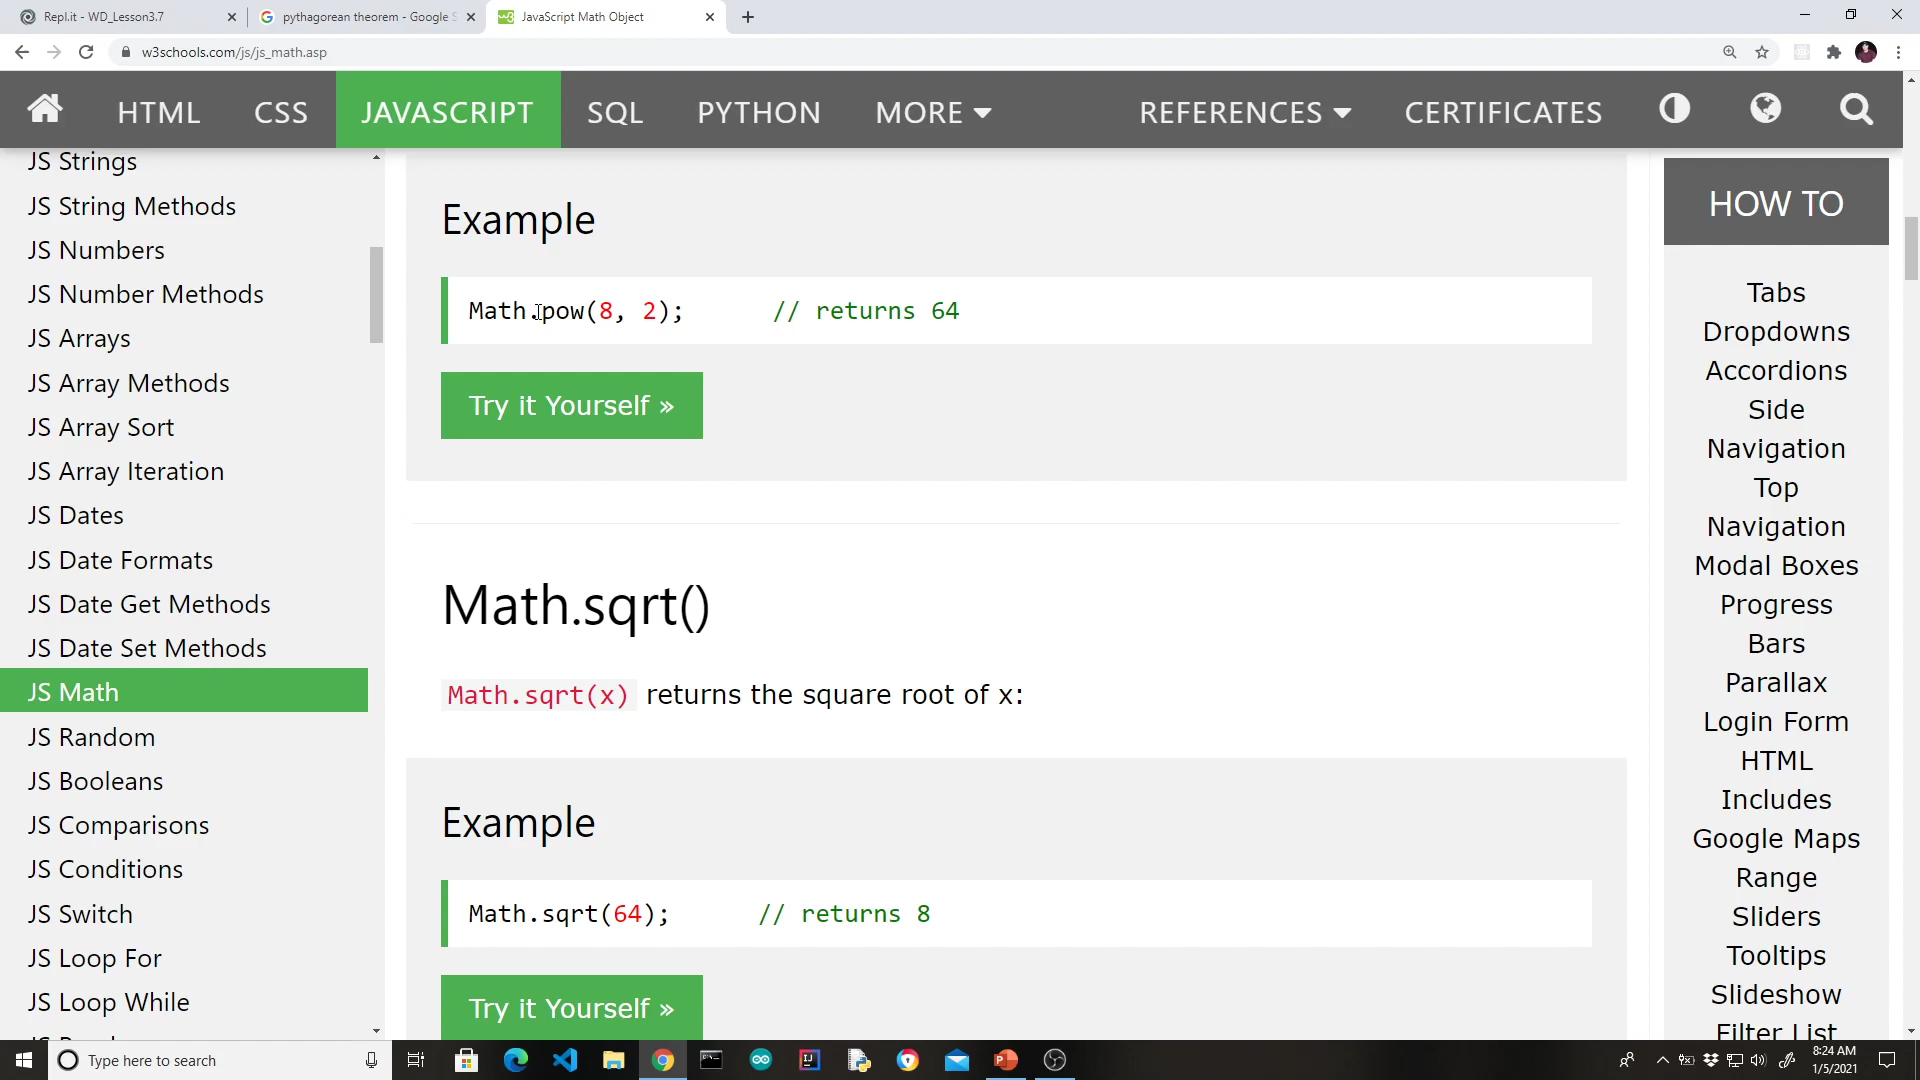 Repl.it - WD_Lesson3.7
pythagorean theorem - Google S
JavaScript Math Object
w3schools.com/js/js_math.asp
HTML
CSS
JAVASCRIPT
SQL
PYTHON
MORE
REFERENCES
CERTIFICATES
JS Strings
JS String Methods
JS Numbers
JS Number Methods
JS Arrays
JS Array Methods
JS Array Sort
JS Array Iteration
JS Dates
JS Date Formats
JS Date Get Methods
JS Date Set Methods
JS Math
JS Random
JS Booleans
JS Comparisons
JS Conditions
JS Switch
JS Loop For
JS Loop While
Example
Math.pow(8, 2);      // returns 64
Try it Yourself »
Math.sqrt()
Math.sqrt(x) returns the square root of x:
Example
Math.sqrt(64);      // returns 8
Try it Yourself »
HOW TO
Tabs
Dropdowns
Accordions
Side
Navigation
Top
Navigation
Modal Boxes
Progress
Bars
Parallax
Login Form
HTML
Includes
Google Maps
Range
Sliders
Tooltips
Slideshow
Filter List
Type here to search
8:24 AM
1/5/2021